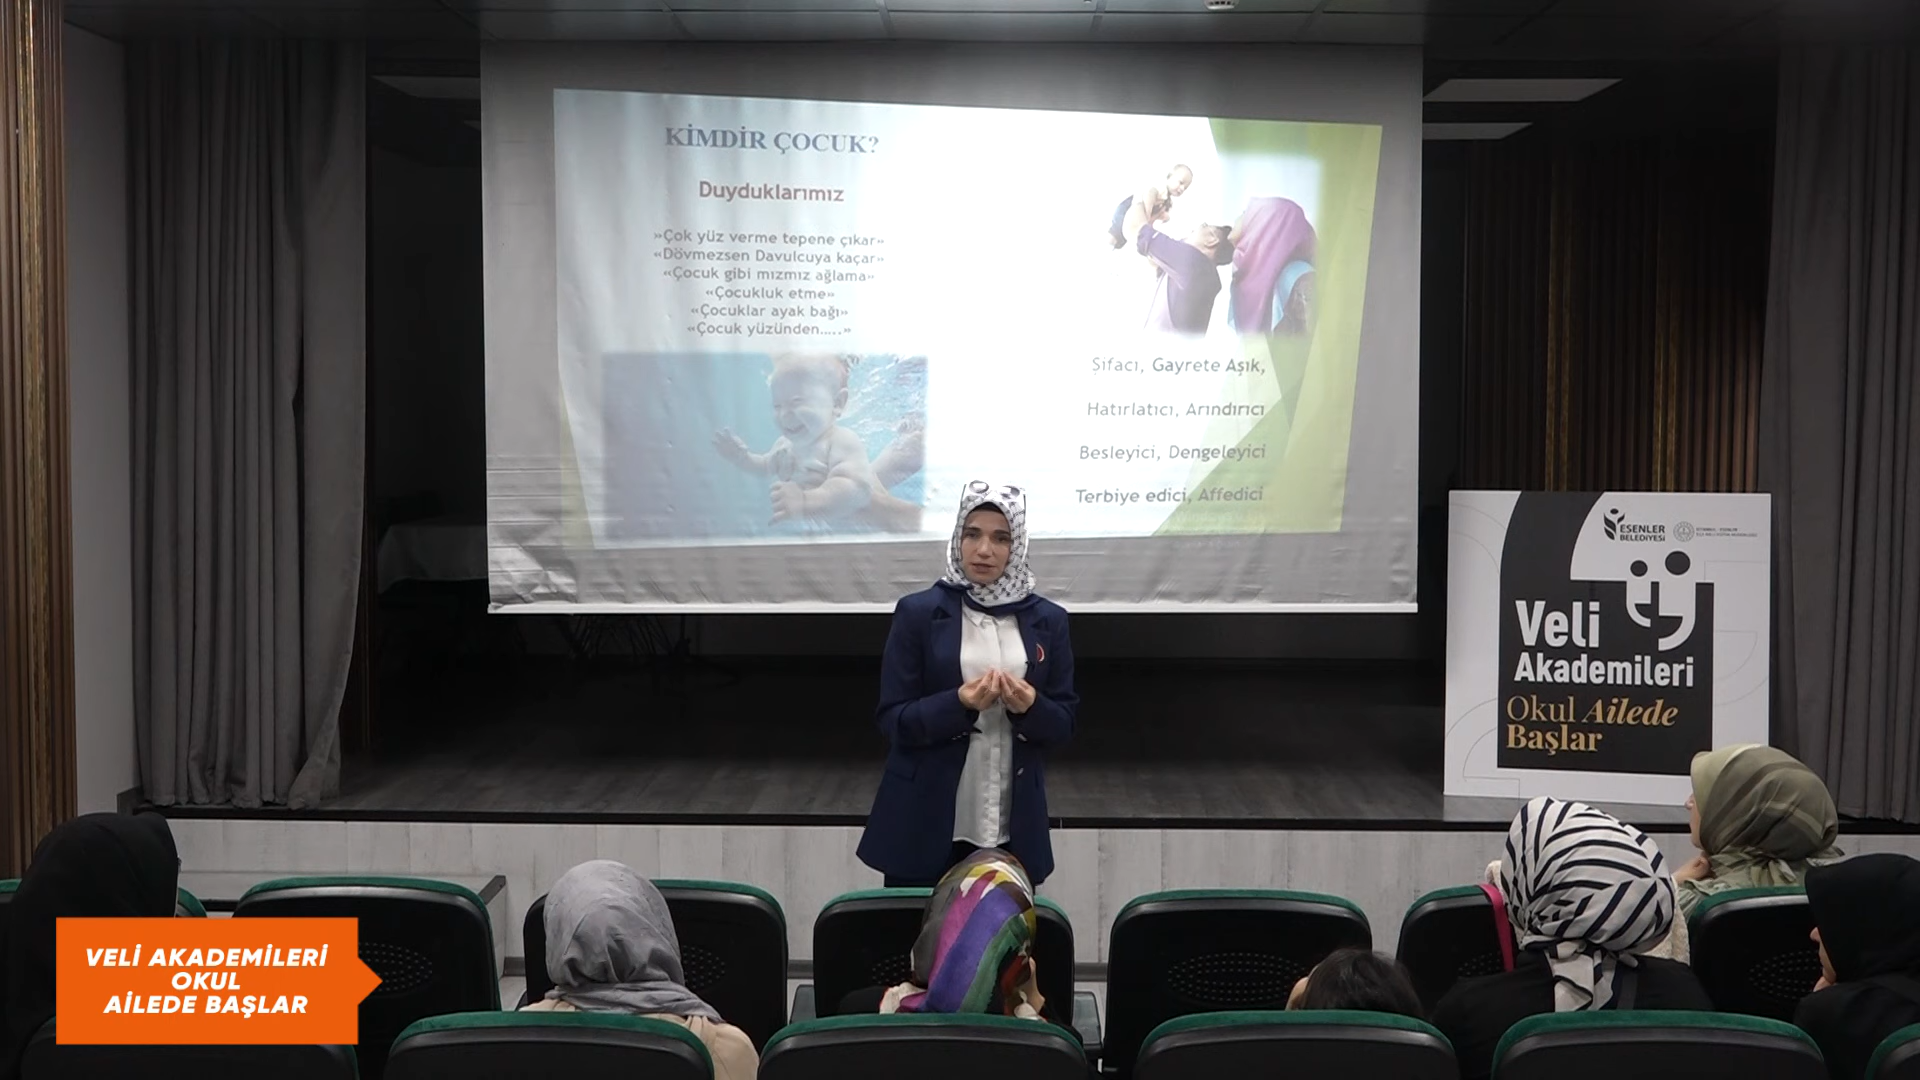 KİMDİR ÇOCUK?
Duyduklarımız
»Çok yüz verme tepene çıkar«
«Dövmezsen Davulcuya kaçar»
«Çocuk gibi mızmız ağlama»
«Çocukluk etme»
«Çocuklar ayak bağı»
«Çocuk yüzünden.....»
Şifacı, Gayrete Aşık,
Hatırlatıcı, Arındırıcı
Besleyici, Dengeleyici
Terbiye edici, Affedici
ESENLER
BELEDİYESİ
Veli
Akademileri
Okul Ailede
Başlar
VELİ AKADEMİLERİ
OKUL
AİLEDE BAŞLAR